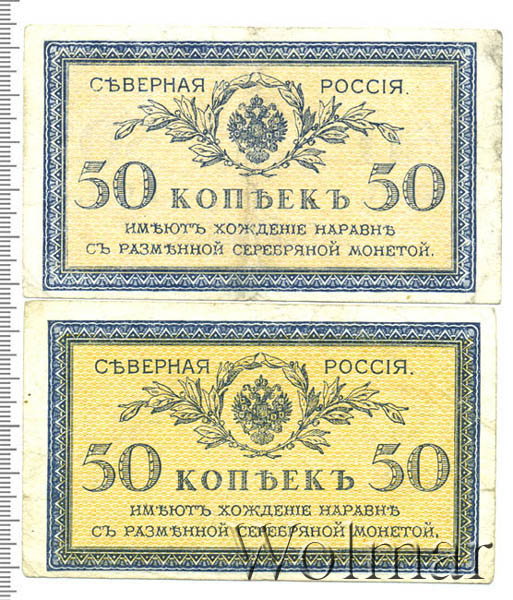 СѢВЕРНАЯ РОССІЯ.
50 КОПѢЕКЪ 50
ИМѢЮТЪ ХОЖДЕНІЕ НАРАВНѢ
СЪ РАЗМѢННОЙ СЕРЕБРЯНОЙ МОНЕТОЙ.
СѢВЕРНАЯ РОССІЯ.
50 КОПѢЕКЪ 50
ИМѢЮТЪ ХОЖДЕНІЕ НАРАВНѢ
СЪ РАЗМѢННОЙ СЕРЕБРЯНОЙ МОНЕТОЙ.
Wolmar